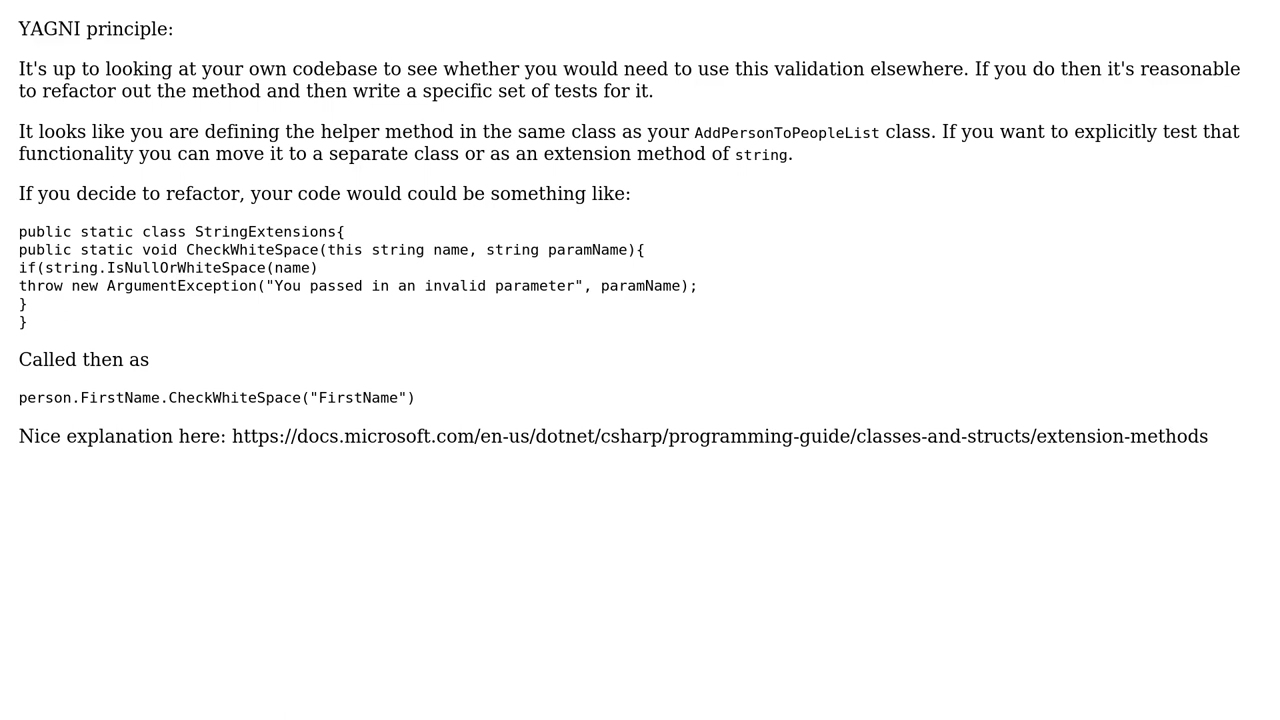 YAGNI principle:
It's up to looking at your own codebase to see whether you would need to use this validation elsewhere. If you do then it's reasonable
to refactor out the method and then write a specific set of tests for it.
It looks like you are defining the helper method in the same class as your AddPersonToPeopleList class. If you want to explicitly test that
functionality you can move it to a separate class or as an extension method of string.
If you decide to refactor, your code would could be something like:
public static class StringExtensions{
public static void CheckWhiteSpace(this string name, string paramName){
if(string.IsNullOrWhiteSpace(name)
throw new ArgumentException("You passed in an invalid parameter", paramName);
}
}
Called then as
person.FirstName.CheckWhiteSpace("FirstName")
Nice explanation here: https://docs.microsoft.com/en-us/dotnet/csharp/programming-guide/classes-and-structs/extension-methods